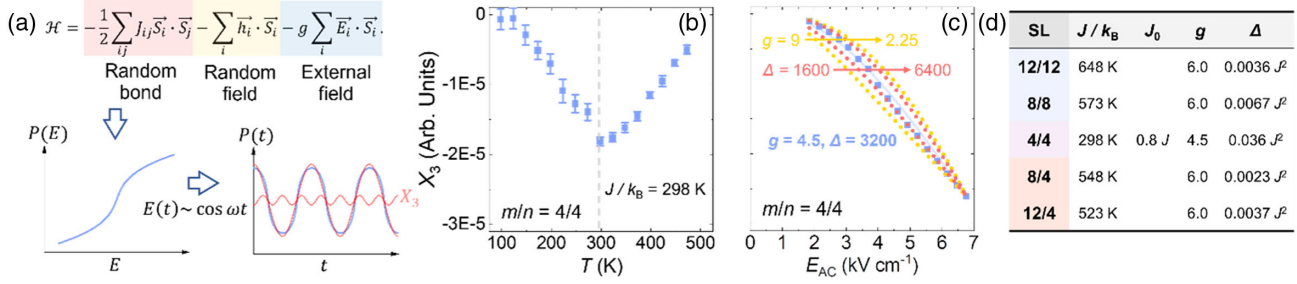 (a)
ℋ = −1/2 ∑ij Jij S⃗i · S⃗j − ∑i h⃗i · S⃗i − g ∑i E⃗i · S⃗i.
Random bond
Random field
External field
P(E)
E
E(t)~ cos ωt
P(t)
X3
t
(b)
X3 (Arb. Units)
0
-1E-5
-2E-5
-3E-5
J / kB = 298 K
m/n = 4/4
100 200 300 400 500
T (K)
(c)
g = 9 2.25
Δ = 1600 6400
g = 4.5, Δ = 3200
m/n = 4/4
0 1 2 3 4 5 6 7
EAC (kV cm-1)
(d)
SL J / kB J0 g Δ
12/12 648 K 6.0 0.0036 J2
8/8 573 K 6.0 0.0067 J2
4/4 298 K 0.8 J 4.5 0.036 J2
8/4 548 K 6.0 0.0023 J2
12/4 523 K 6.0 0.0037 J2